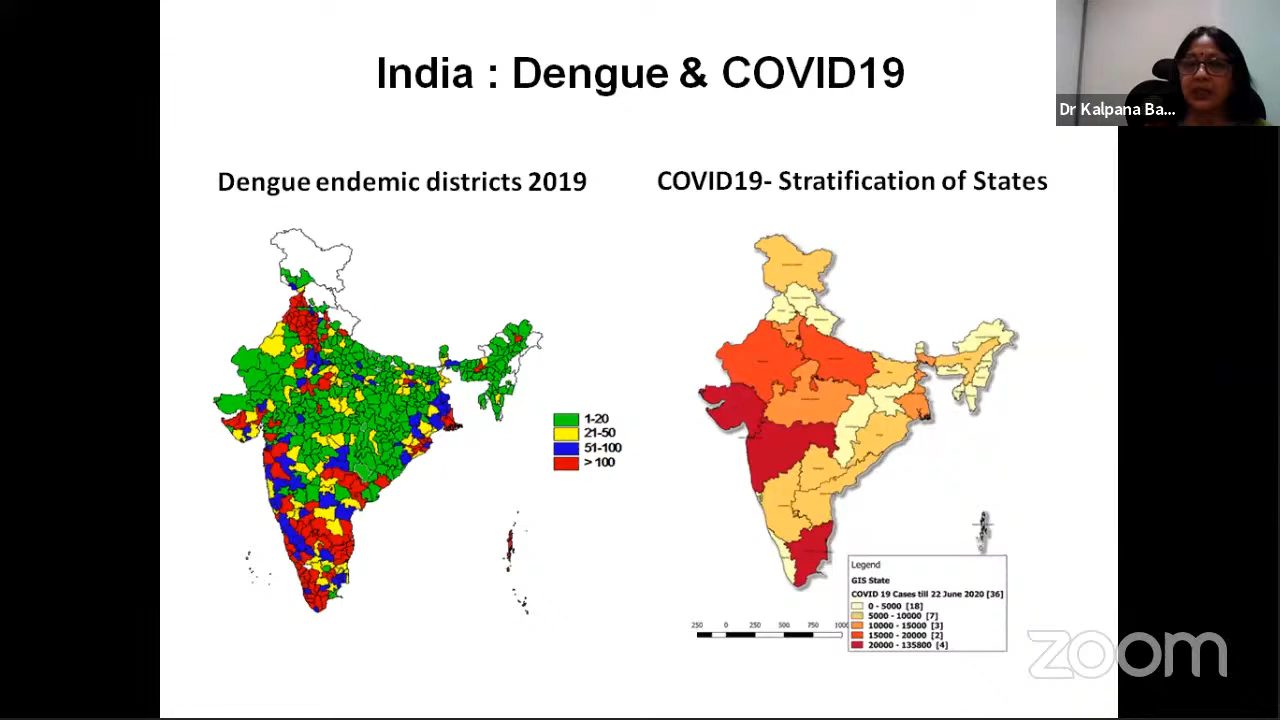 India : Dengue & COVID19
Dr Kalpana Ba...
Dengue endemic districts 2019
COVID19- Stratification of States
1-20
21-50
51-100
> 100
Legend
GIS State
COVID 19 Cases till 22 June 2020 [36]
0 - 5000 [18]
5000 - 10000 [7]
10000 - 15000 [3]
15000 - 20000 [2]
20000 - 135800 [4]
250 0 250 500 750 1000
zoom